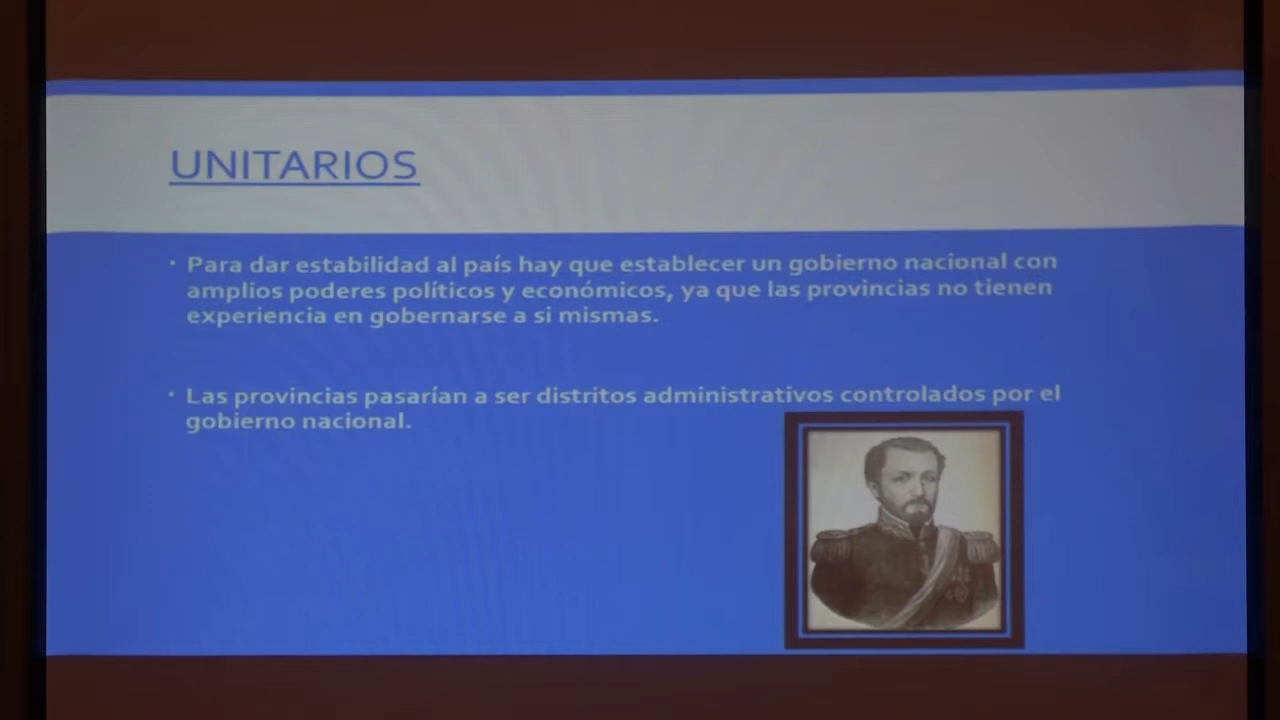 UNITARIOS
· Para dar estabilidad al país hay que establecer un gobierno nacional con
amplios poderes políticos y económicos, ya que las provincias no tienen
experiencia en gobernarse a si mismas.
· Las provincias pasarían a ser distritos administrativos controlados por el
gobierno nacional.